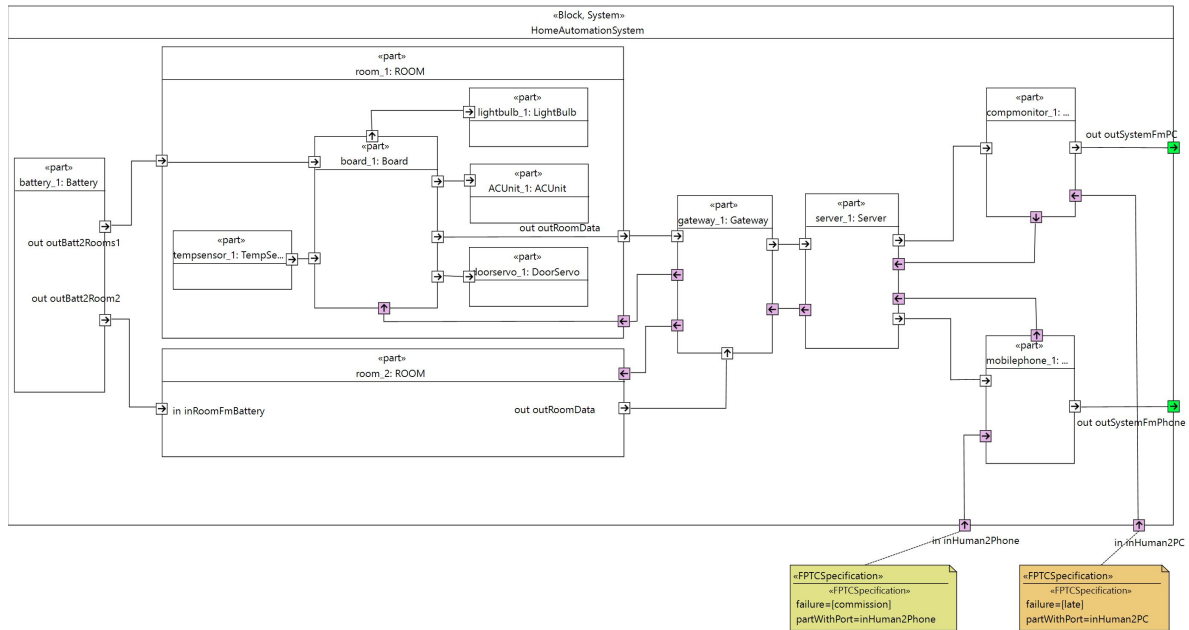 «Block, System»
HomeAutomationSystem
«part»
room_1: ROOM
«part»
lightbulb_1: LightBulb
«part»
compmonitor_1: ...
out outSystemFmPC
«part»
board_1: Board
«part»
battery_1: Battery
«part»
ACUnit_1: ACUnit
«part»
gateway_1: Gateway
«part»
server_1: Server
out outBatt2Rooms1
out outRoomData
«part»
tempsensor_1: TempSe...
«part»
doorservo_1: DoorServo
out outBatt2Room2
«part»
room_2: ROOM
«part»
mobilephone_1: ...
in inRoomFmBattery
out outRoomData
out outSystemFmPhone
in inHuman2Phone
in inHuman2PC
«FPTCSpecification»
«FPTCSpecification»
failure=[commission]
partWithPort=inHuman2Phone
«FPTCSpecification»
«FPTCSpecification»
failure=[late]
partWithPort=inHuman2PC